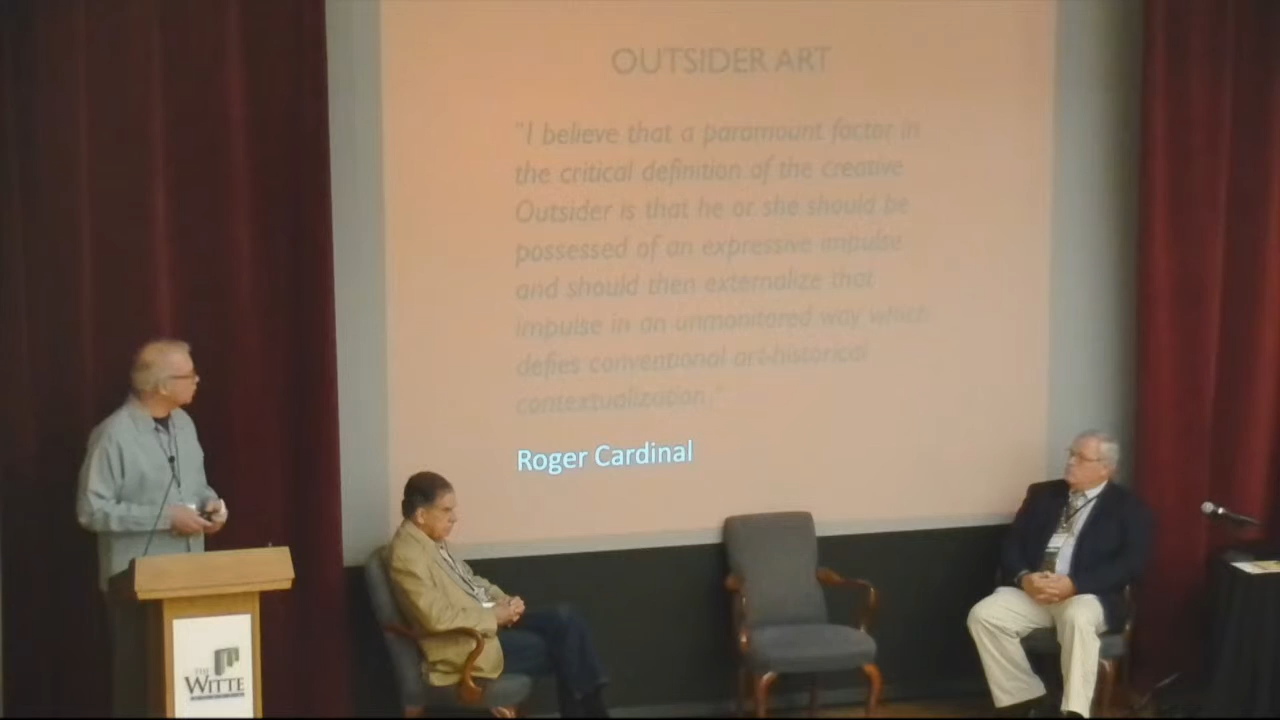 OUTSIDER ART
"I believe that a paramount factor in
the critical definition of the creative
Outsider is that he or she should be
possessed of an expressive impulse
and should then externalize that
impulse in an unmonitored way which
defies conventional art-historical
contextualization."
Roger Cardinal
THE
WITTE